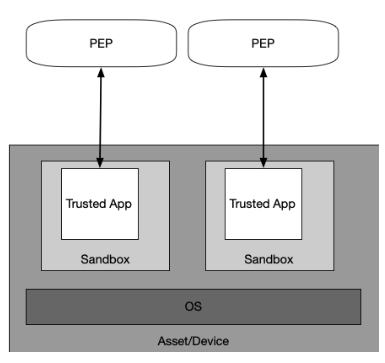 PEP PEP
Trusted App Trusted App
Sandbox Sandbox
OS
Asset/Device